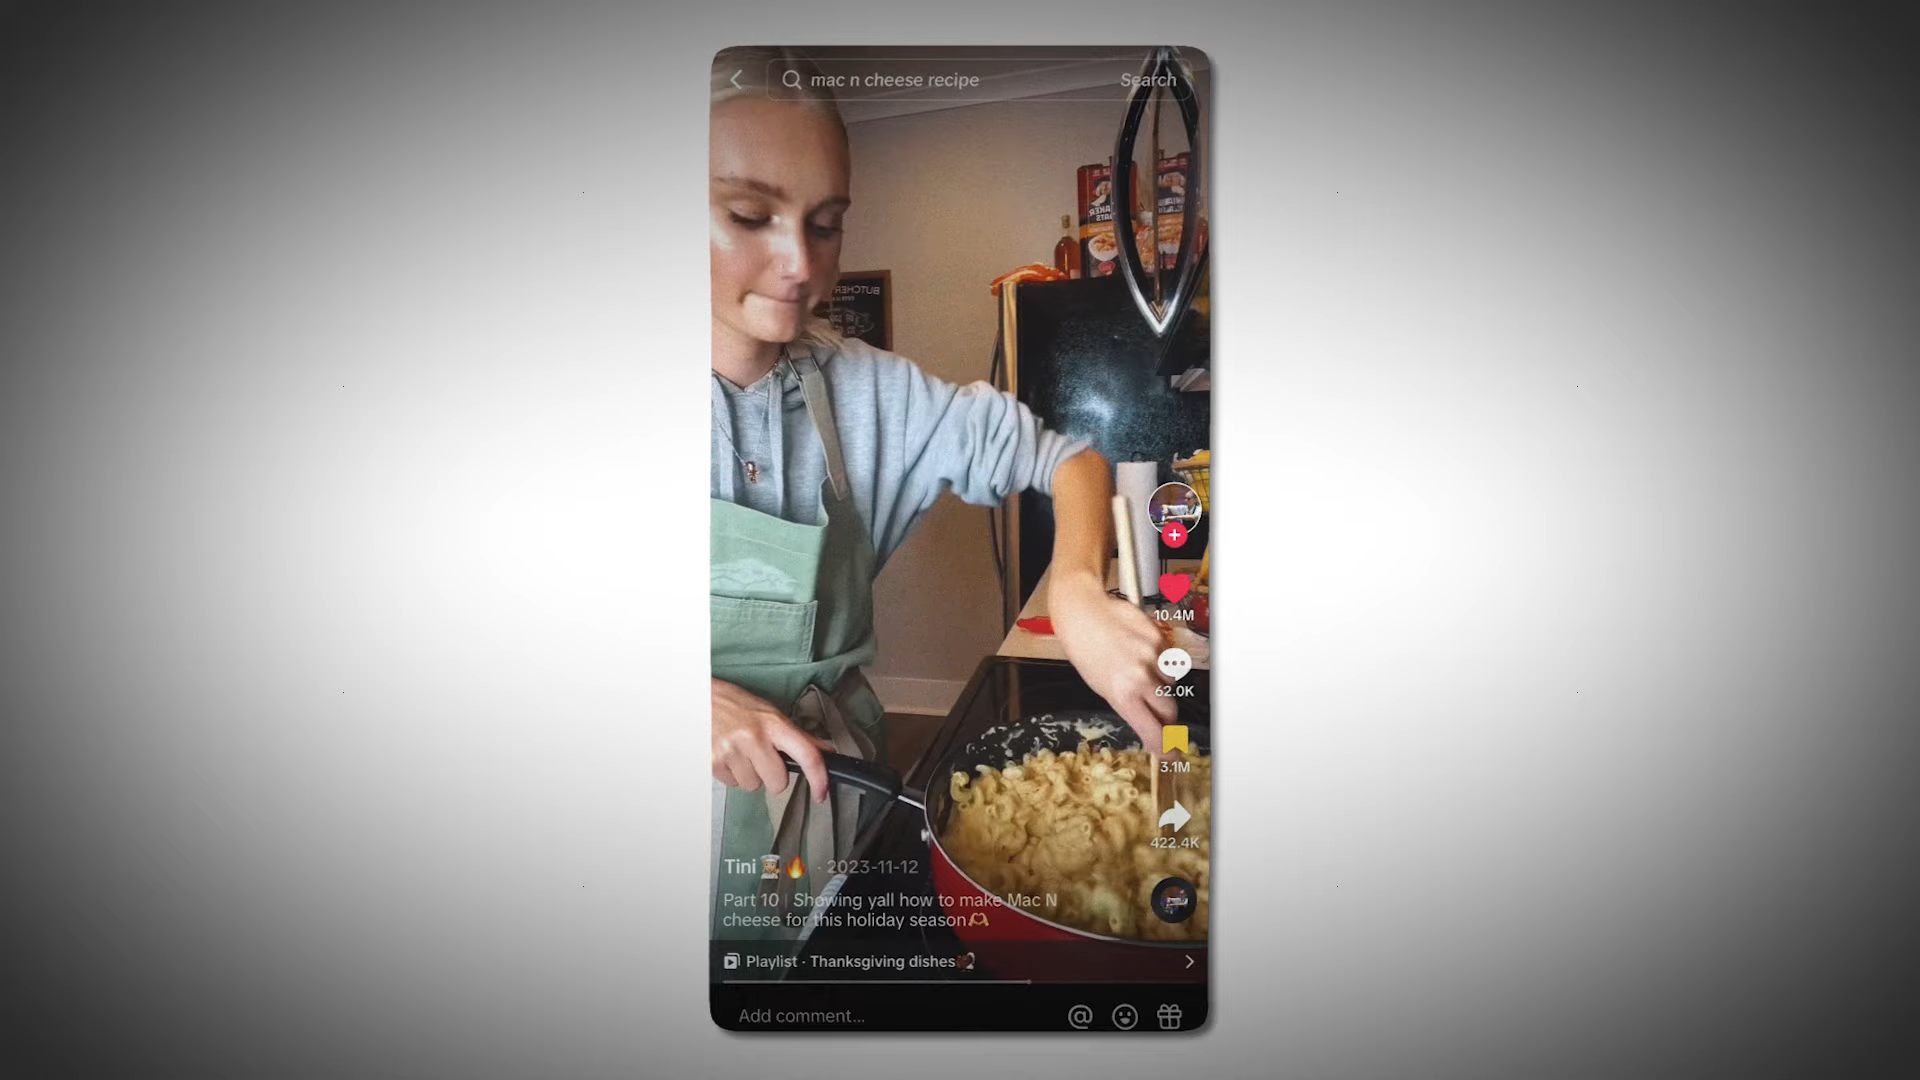 mac n cheese recipe Search
10.4M
62.0K
3.1M
422.4K
Tini 👩🏼‍🍳🔥 · 2023-11-12
Part 10 | Showing yall how to make Mac N
cheese for this holiday season🫶🏽
Playlist · Thanksgiving dishes
Add comment...